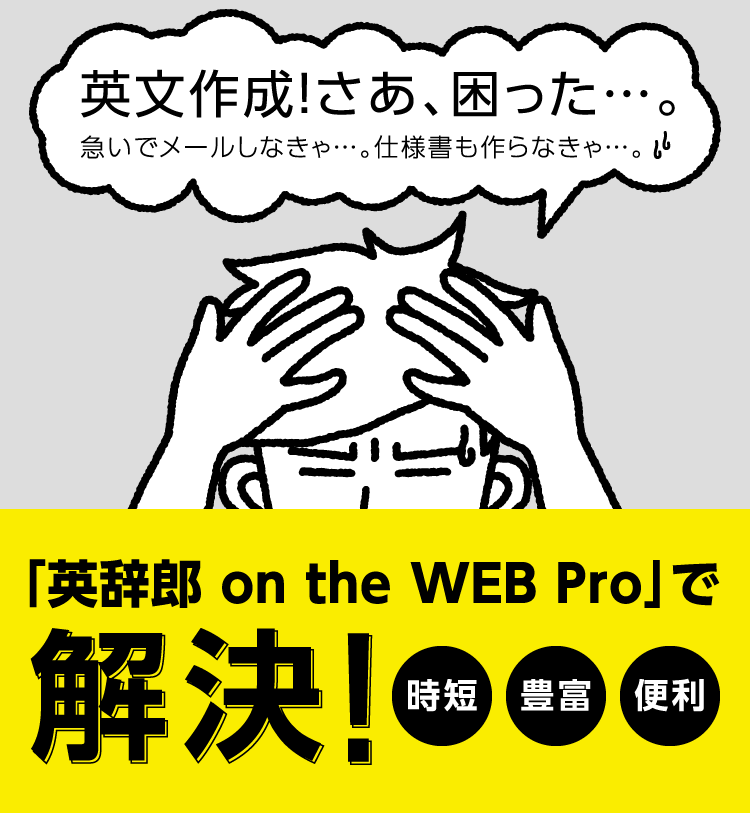 英文作成!さあ、困った…。
急いでメールしなきゃ…。仕様書も作らなきゃ…。
「英辞郎 on the WEB Pro」で
解決!
時短 豊富 便利